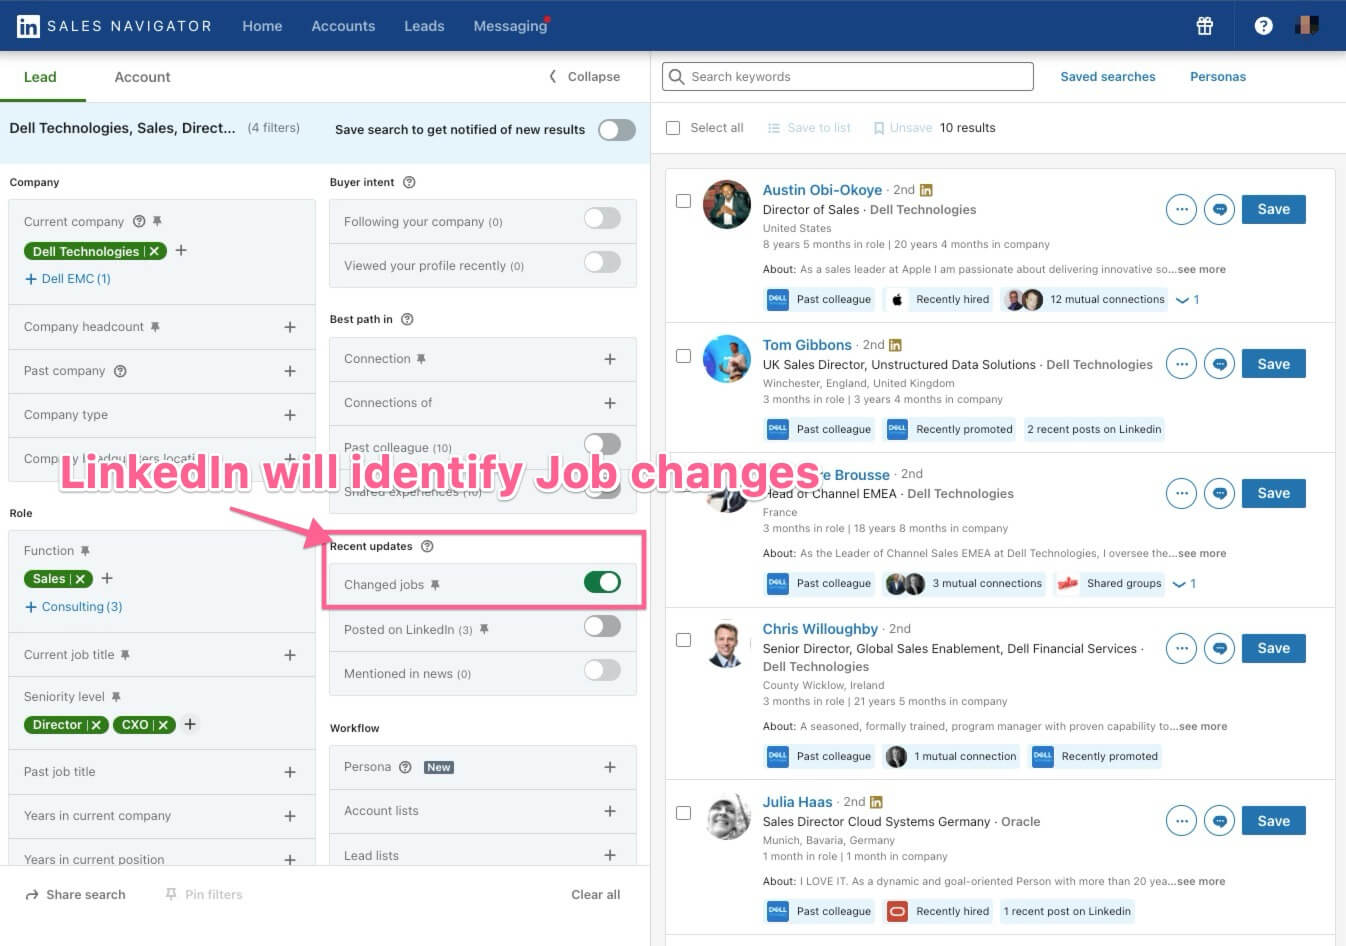 in SALES NAVIGATOR Home Accounts Leads Messaging
Lead Account Collapse
Search keywords Saved searches Personas
Dell Technologies, Sales, Direct... (4 filters) Save search to get notified of new results
Select all Save to list Unsave 10 results
Company
Current company
Dell Technologies
Dell EMC (1)
Company headcount
Past company
Company type
Company headquarters
Role
Function
Sales
Consulting (3)
Current job title
Seniority level
Director CXO
Past job title
Years in current company
Years in current position
Buyer intent
Following your company (0)
Viewed your profile recently (0)
Best path in
Connection
Connections of
Past colleague (10)
Shared experiences (10)
LinkedIn will identify Job changes
Recent updates
Changed jobs
Posted on LinkedIn (3)
Mentioned in news (0)
Workflow
Persona New
Account lists
Lead lists
Share search Pin filters Clear all
Austin Obi-Okoye · 2nd in
Director of Sales · Dell Technologies
United States
8 years 5 months in role | 20 years 4 months in company
About: As a sales leader at Apple I am passionate about delivering innovative so...see more
DELL Past colleague Recently hired 12 mutual connections 1
Save
Tom Gibbons · 2nd in
UK Sales Director, Unstructured Data Solutions · Dell Technologies
Winchester, England, United Kingdom
3 months in role | 3 years 4 months in company
DELL Past colleague DELL Recently promoted 2 recent posts on Linkedin
Save
re Brousse · 2nd
Head of Channel EMEA · Dell Technologies
France
3 months in role | 18 years 8 months in company
About: As the Leader of Channel Sales EMEA at Dell Technologies, I oversee the...see more
DELL Past colleague 3 mutual connections Shared groups 1
Save
Chris Willoughby · 2nd
Senior Director, Global Sales Enablement, Dell Financial Services ·
Dell Technologies
County Wicklow, Ireland
3 months in role | 21 years 5 months in company
About: A seasoned, formally trained, program manager with proven capability to...see more
DELL Past colleague 1 mutual connection DELL Recently promoted
Save
Julia Haas · 2nd in
Sales Director Cloud Systems Germany · Oracle
Munich, Bavaria, Germany
1 month in role | 1 month in company
About: I LOVE IT. As a dynamic and goal-oriented Person with more than 20 yea...see more
DELL Past colleague Recently hired 1 recent post on Linkedin
Save